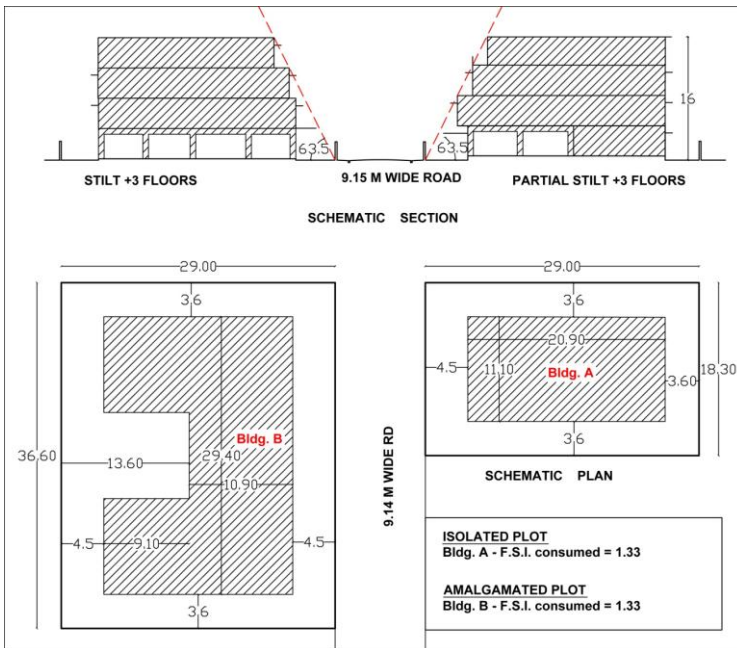 16
63.5
63.5
STILT +3 FLOORS
9.15 M WIDE ROAD
PARTIAL STILT +3 FLOORS
SCHEMATIC SECTION
29.00
3.6
36.60
Bldg. B
13.60
29.40
10.90
4.5
9.10
4.5
3.6
9.14 M WIDE RD
29.00
3.6
20.90
4.5
11.10
Bldg. A
3.60
18.30
3.6
SCHEMATIC PLAN
ISOLATED PLOT
Bldg. A - F.S.I. consumed = 1.33
AMALGAMATED PLOT
Bldg. B - F.S.I. consumed = 1.33